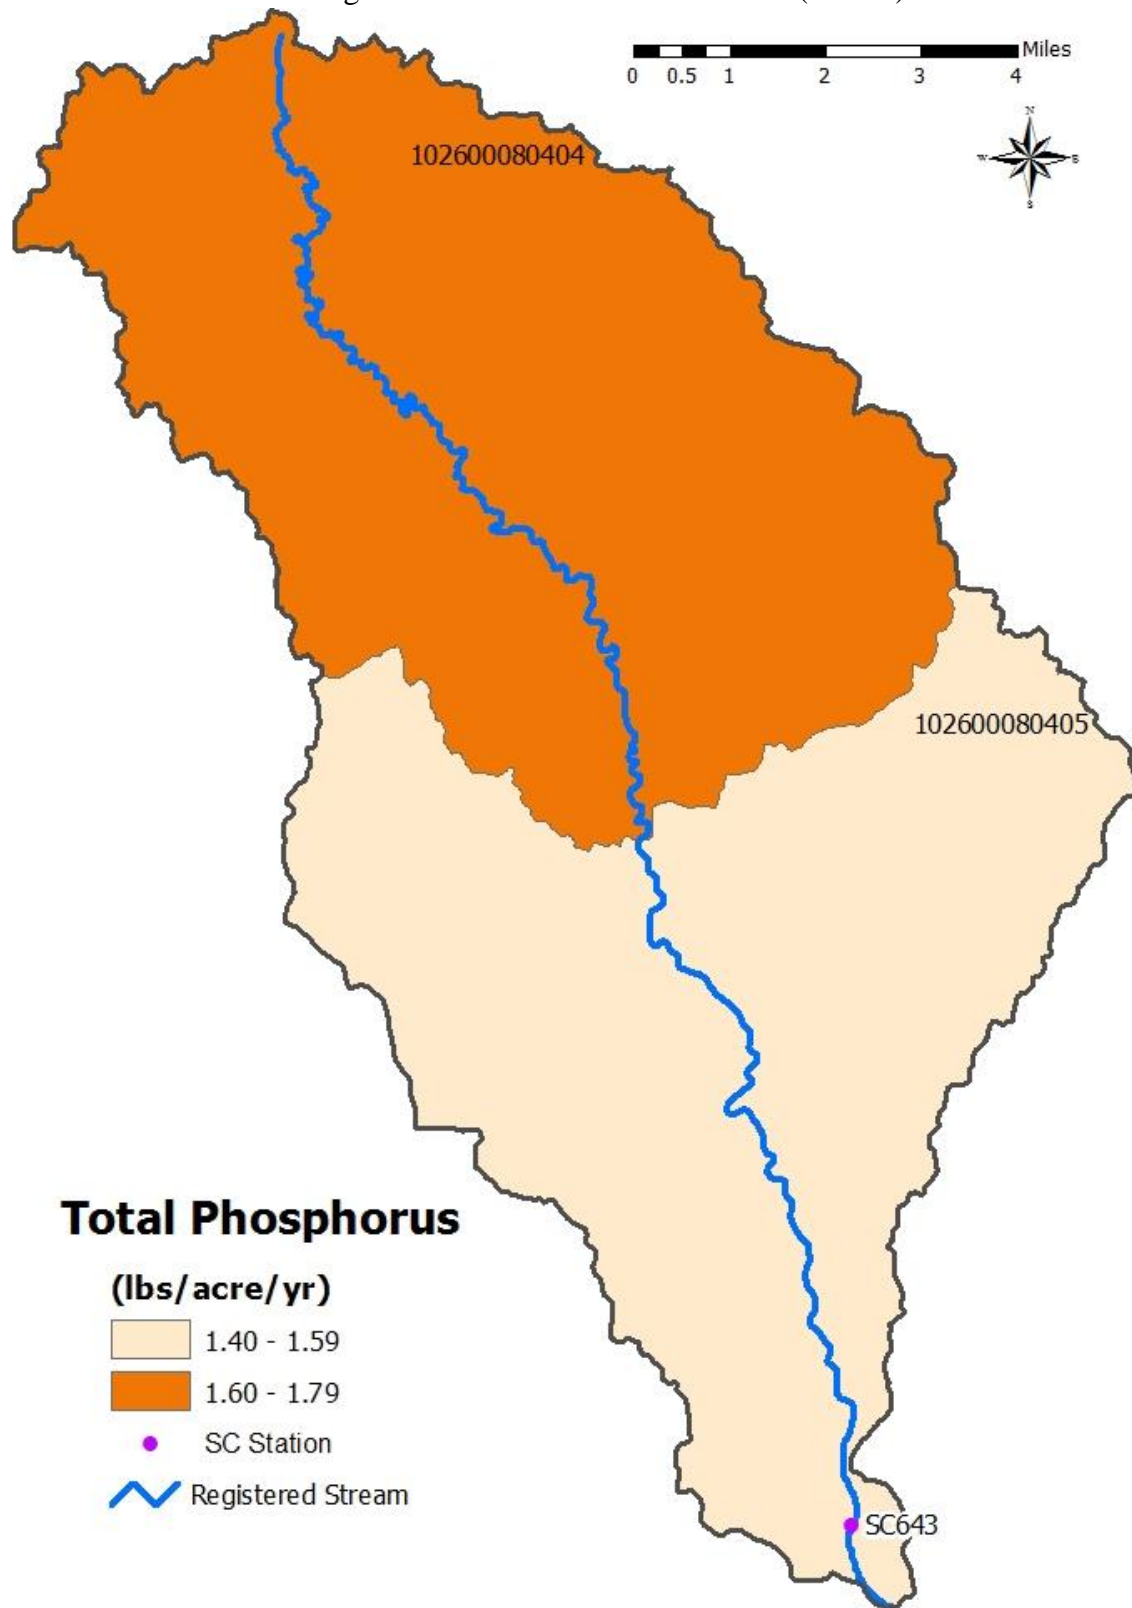 Miles
0 0.5 1 2 3 4
N
W E
S
102600080404
102600080405
Total Phosphorus
(lbs/acre/yr)
1.40 - 1.59
1.60 - 1.79
SC Station
Registered Stream
SC643